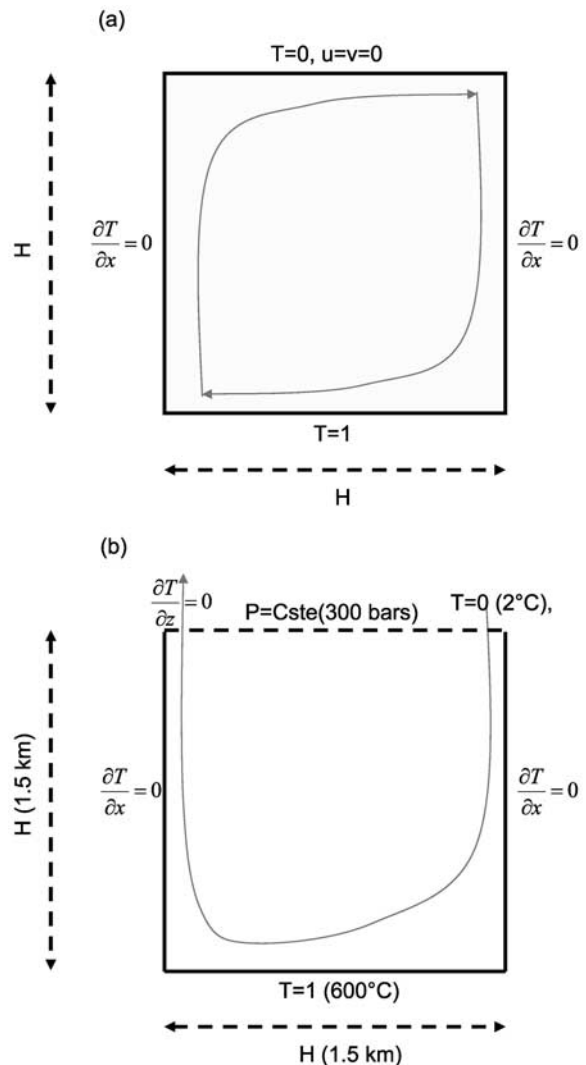 (a)
T=0, u=v=0
∂T/∂x = 0
∂T/∂x = 0
H
T=1
H
(b)
∂T/∂z = 0
P=Cste(300 bars)
T=0 (2°C),
∂T/∂x = 0
∂T/∂x = 0
H (1.5 km)
T=1 (600°C)
H (1.5 km)